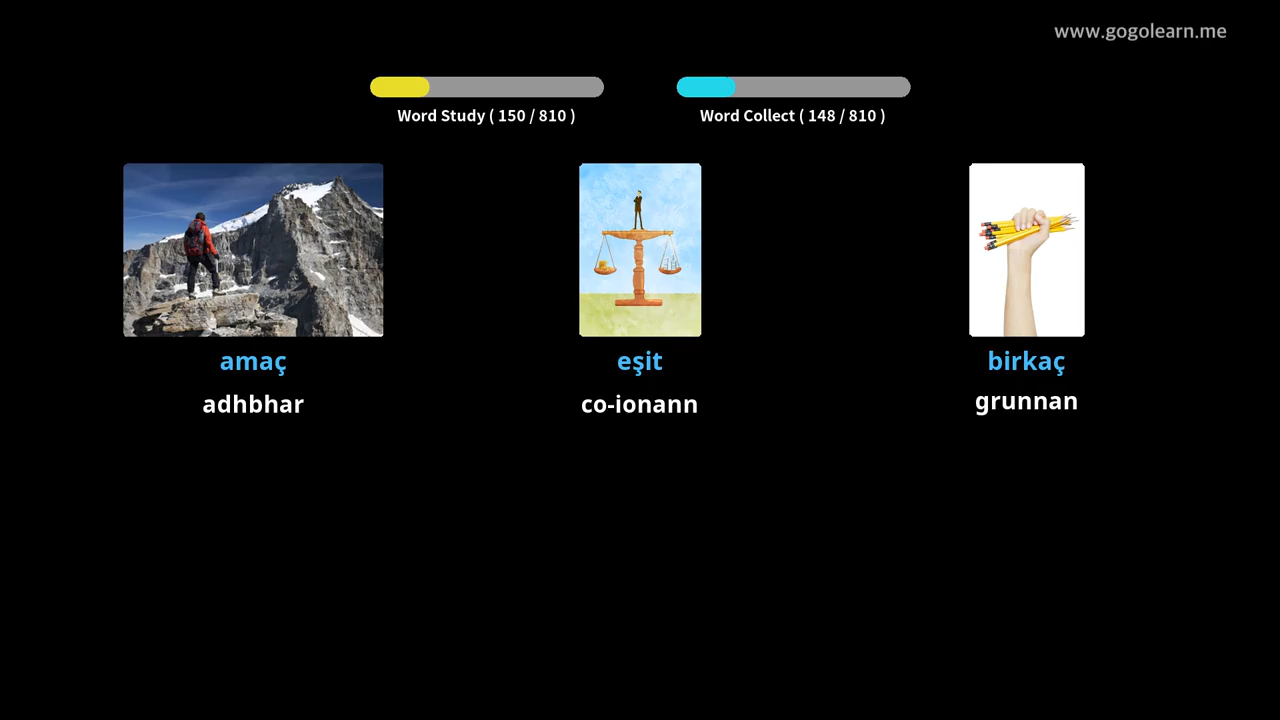 www.gogolearn.me
Word Study ( 150 / 810 )
Word Collect ( 148 / 810 )
amaç
eşit
birkaç
adhbhar
co-ionann
grunnan